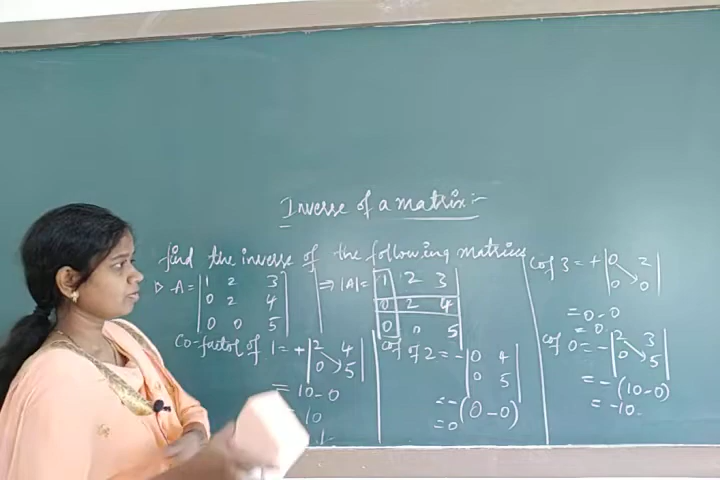 Inverse of a matrix:-
find the inverse of the following matrices
1) A = | 1 2 3 | ⇒ |A| = | 1 2 3 |
| 0 2 4 | | 0 2 4 |
| 0 0 5 | | 0 0 5 |
Co-factor of 1 = + | 2 4 |
| 0 5 |
= 10 - 0
= 10
Cof of 2 = - | 0 4 |
| 0 5 |
= -(0-0)
= 0
Cof 3 = + | 0 2 |
| 0 0 |
= 0-0
= 0
Cof 0 = - | 2 3 |
| 0 5 |
= -(10-0)
= -10